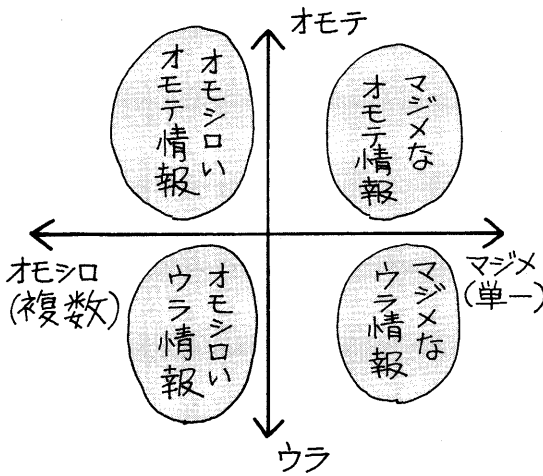 オモテ
オモシロい
オモテ情報
マジメな
オモテ情報
オモシロ
(複数)
マジメ
(単一)
オモシロい
ウラ情報
マジメな
ウラ情報
ウラ